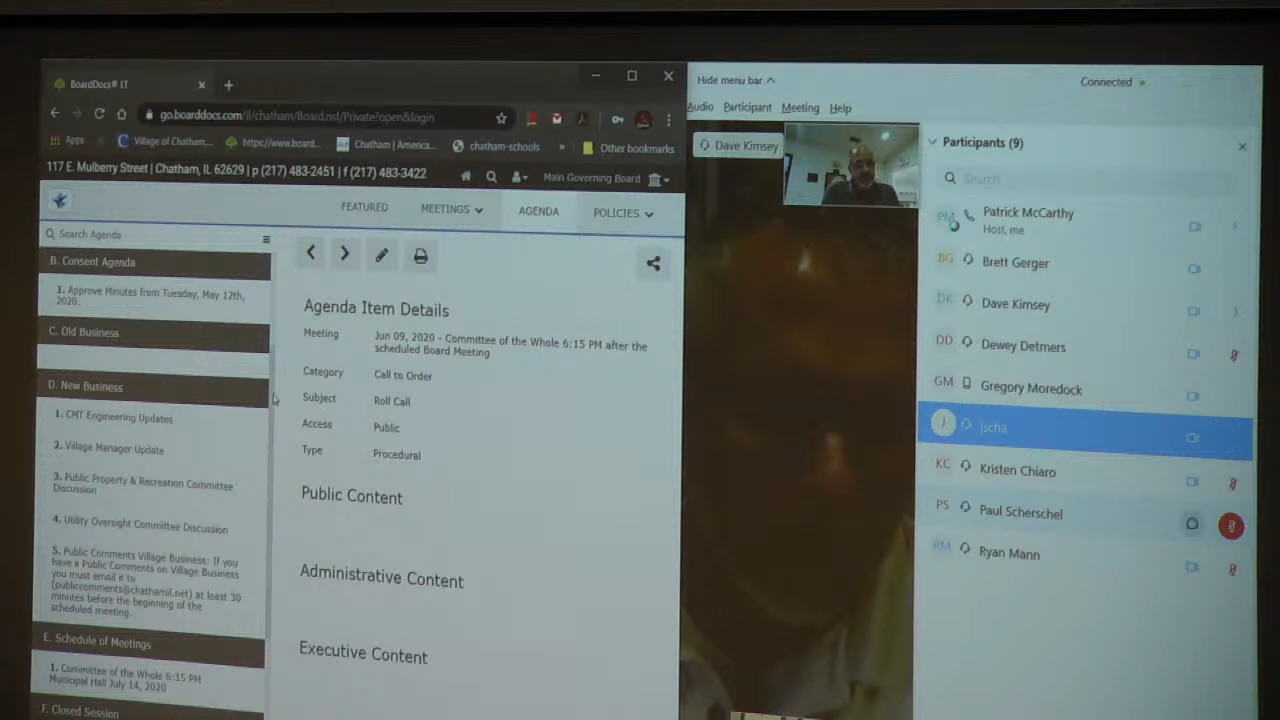 BoardDocs® LT
go.boarddocs.com/il/chatham/Board.nsf/Private?open&login
Apps
Village of Chatham...
https://www.board...
Chatham | America...
chatham-schools
»
Other bookmarks
117 E. Mulberry Street | Chatham, IL 62629 | p (217) 483-2451 | f (217) 483-3422
Main Governing Board
FEATURED
MEETINGS
AGENDA
POLICIES
Search Agenda
B. Consent Agenda
1. Approve Minutes from Tuesday, May 12th,
2020.
C. Old Business
D. New Business
1. CMT Engineering Updates
2. Village Manager Update
3. Public Property & Recreation Committee
Discussion
4. Utility Oversight Committee Discussion
5. Public Comments Village Business: If you
have a Public Comments on Village Business
you must email it to
(publiccomments@chathamil.net) at least 30
minutes before the beginning of the
scheduled meeting.
E. Schedule of Meetings
1. Committee of the Whole 6:15 PM
Municipal Hall July 14, 2020
F. Closed Session
Agenda Item Details
Meeting
Jun 09, 2020 - Committee of the Whole 6:15 PM after the
scheduled Board Meeting
Category
Call to Order
Subject
Roll Call
Access
Public
Type
Procedural
Public Content
Administrative Content
Executive Content
Hide menu bar
Connected
Audio
Participant
Meeting
Help
Dave Kimsey
Participants (9)
Search
PM
Patrick McCarthy
Host, me
BG
Brett Gerger
DK
Dave Kimsey
DD
Dewey Detmers
GM
Gregory Moredock
J
jscha
KC
Kristen Chiaro
PS
Paul Scherschel
RM
Ryan Mann